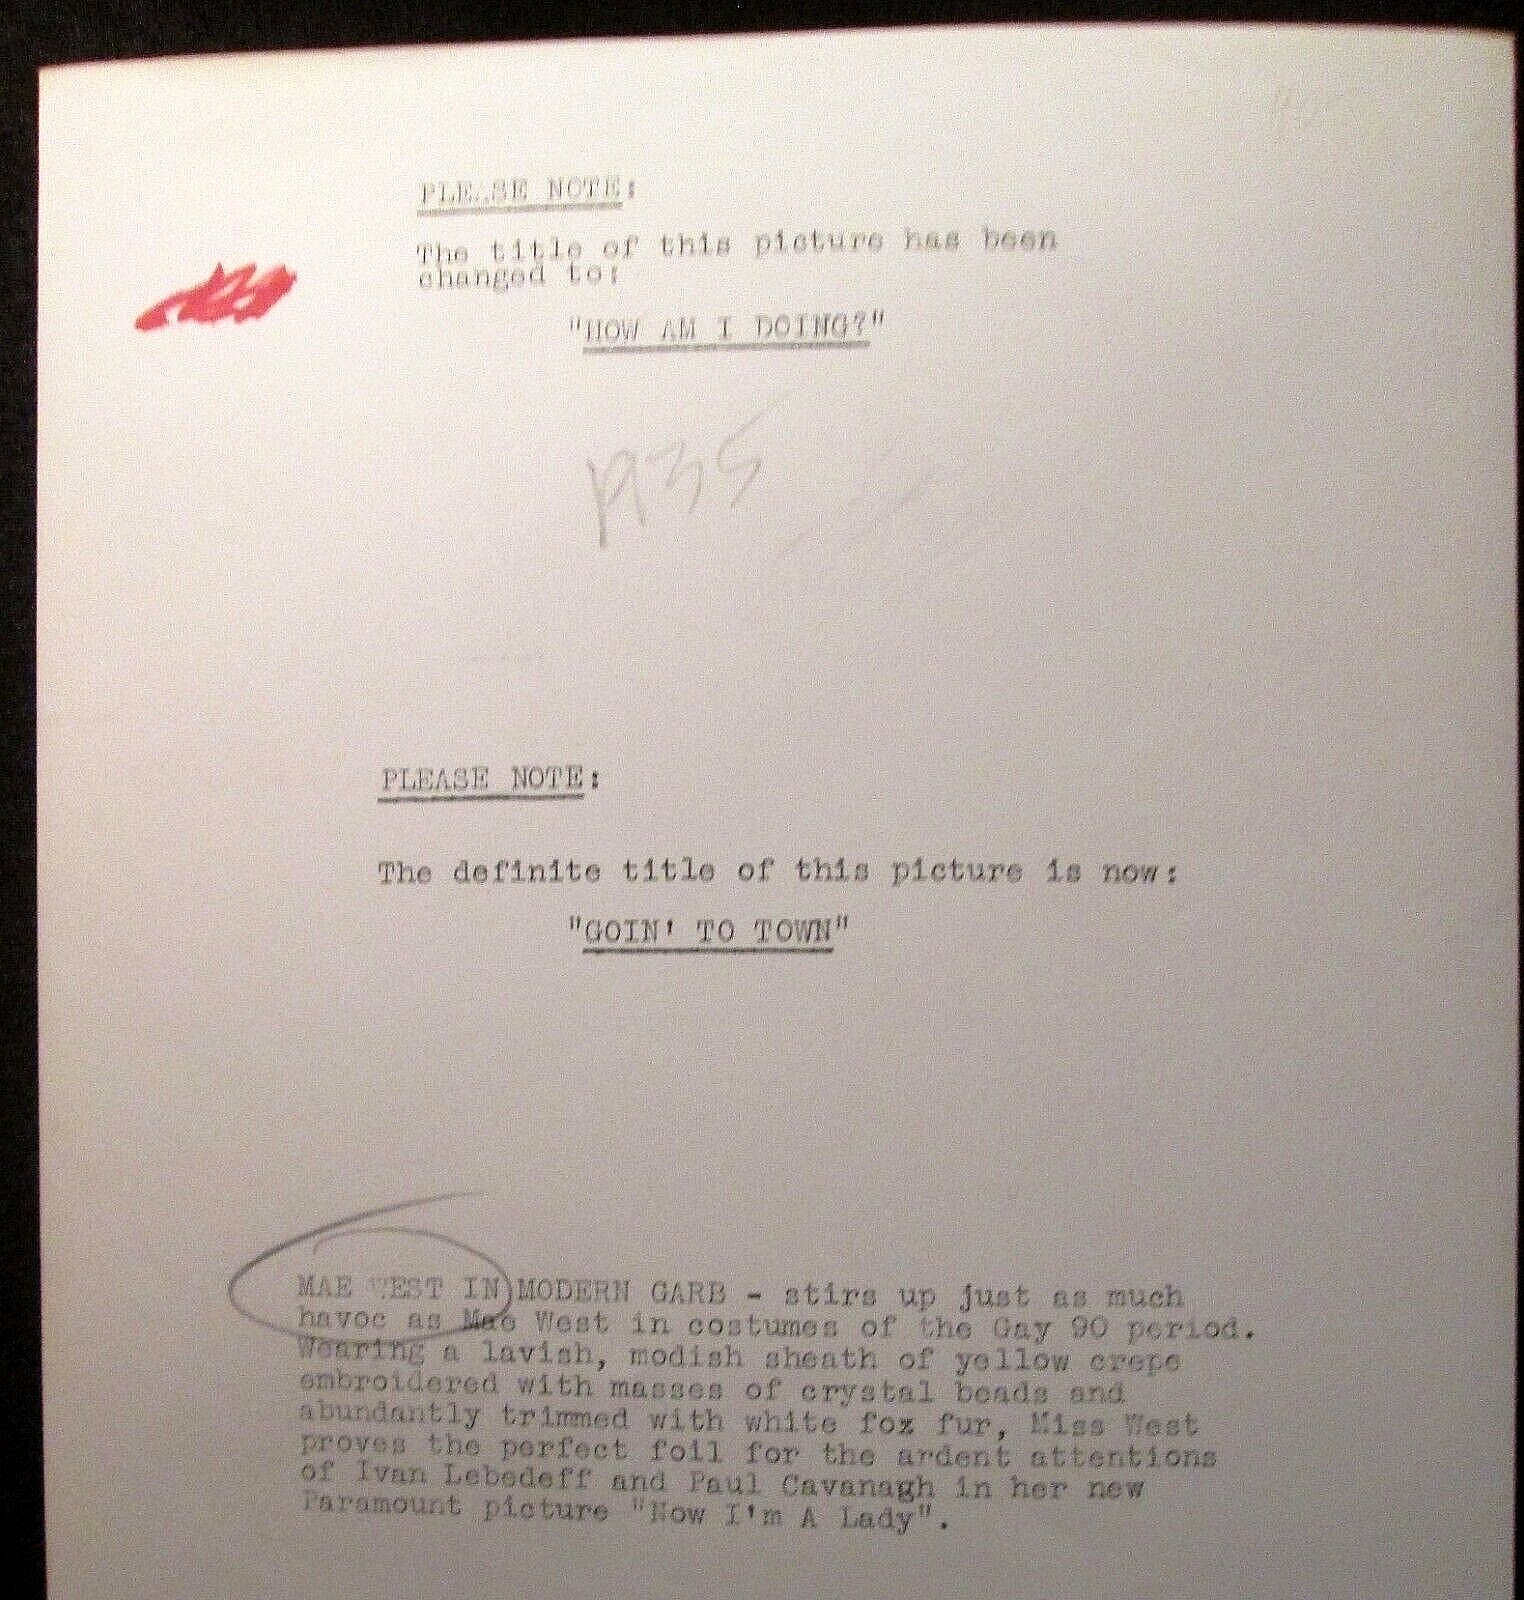 PLEASE NOTE:
The title of this picture has been
changed to:
"HOW AM I DOING?"
1935
PLEASE NOTE:
The definite title of this picture is now:
"GOIN' TO TOWN"
MAE WEST IN MODERN GARB - stirs up just as much
havoc as Mae West in costumes of the Gay 90 period.
Wearing a lavish, modish sheath of yellow crepe
embroidered with masses of crystal beads and
abundantly trimmed with white fox fur, Miss West
proves the perfect foil for the ardent attentions
of Ivan Lebedeff and Paul Cavanagh in her new
Paramount picture "Now I'm A Lady".